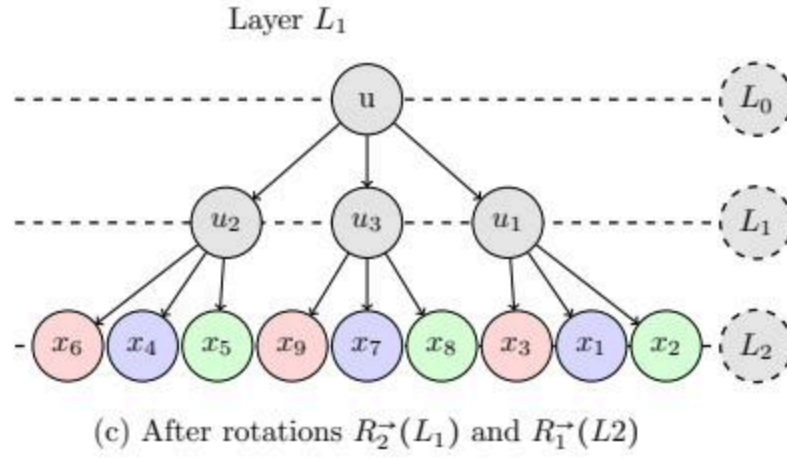 Layer L₁
u
L₀
u₂ u₃ u₁ L₁
x₆ x₄ x₅ x₉ x₇ x₈ x₃ x₁ x₂ L₂
(c) After rotations R₂→(L₁) and R₁→(L2)